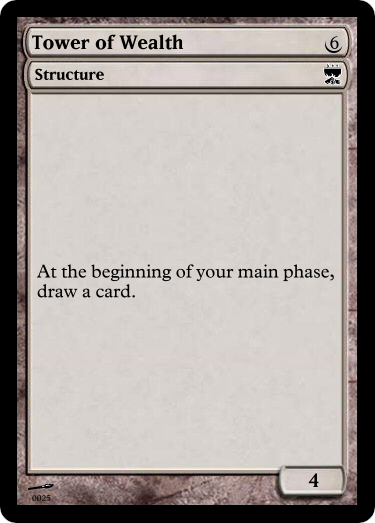 Tower of Wealth 6
Structure
At the beginning of your main phase,
draw a card.
4
0025